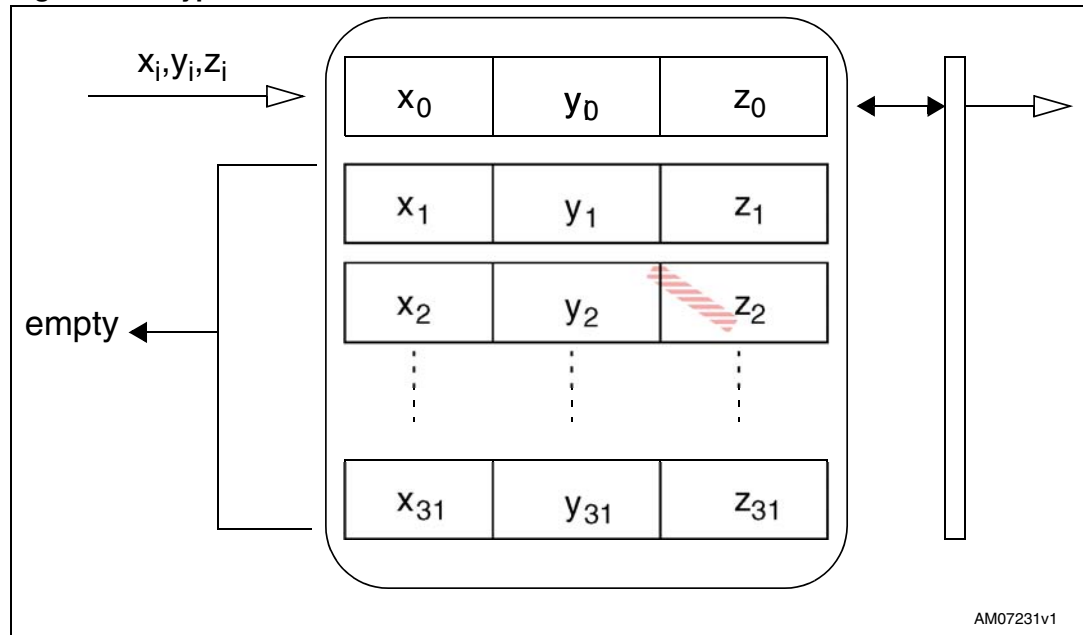 xᵢ,yᵢ,zᵢ
x₀ y₀ z₀
x₁ y₁ z₁
x₂ y₂ z₂
empty
x₃₁ y₃₁ z₃₁
AM07231v1